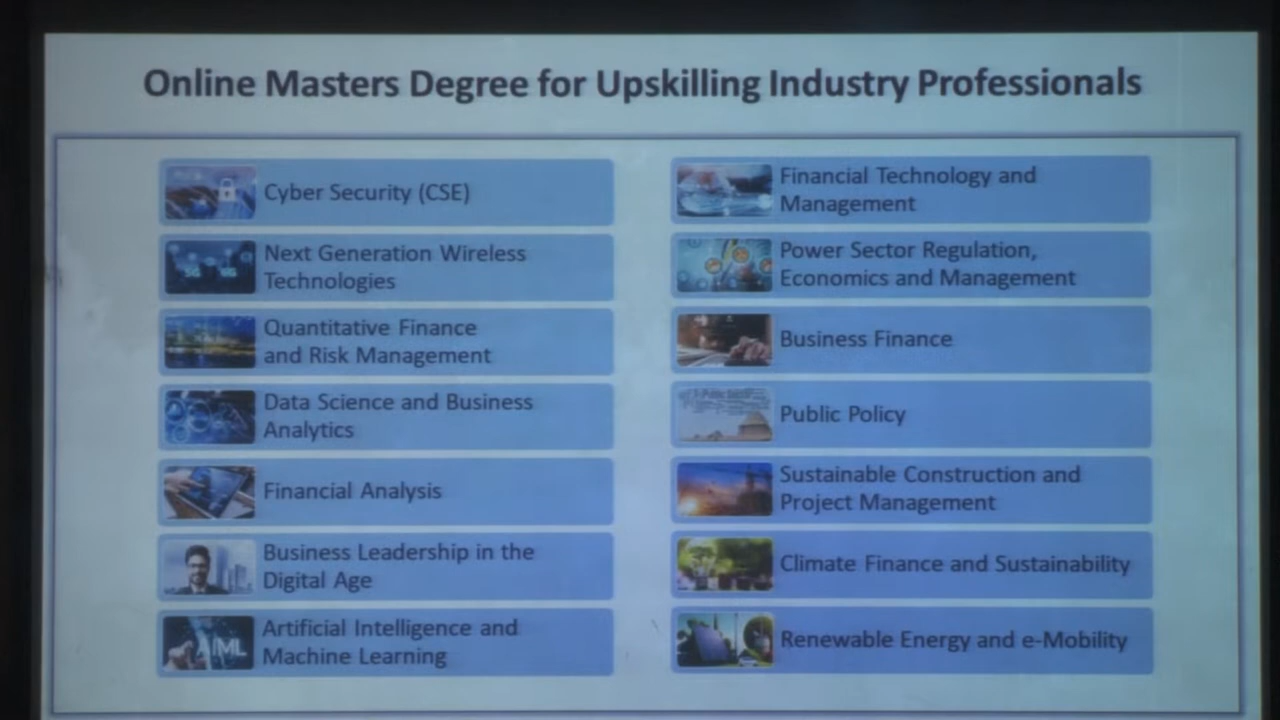 Online Masters Degree for Upskilling Industry Professionals
Cyber Security (CSE)
Next Generation Wireless
Technologies
Quantitative Finance
and Risk Management
Data Science and Business
Analytics
Financial Analysis
Business Leadership in the
Digital Age
AIML
Artificial Intelligence and
Machine Learning
Financial Technology and
Management
Power Sector Regulation,
Economics and Management
Business Finance
Public Policy
Sustainable Construction and
Project Management
Climate Finance and Sustainability
Renewable Energy and e-Mobility